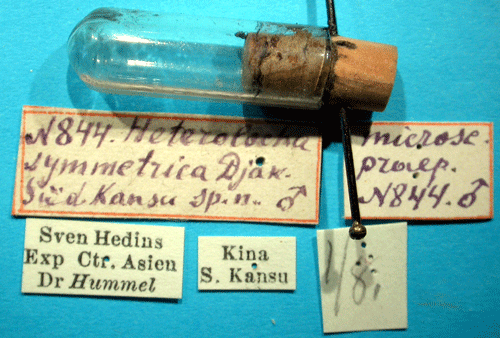 N844. Heterolocha
symmetrica Djak.
Süd Kansu sp.n. ♂
microsc.
praep.
N844. ♂
Sven Hedins
Exp Ctr. Asien
Dr Hummel
Kina
S. Kansu